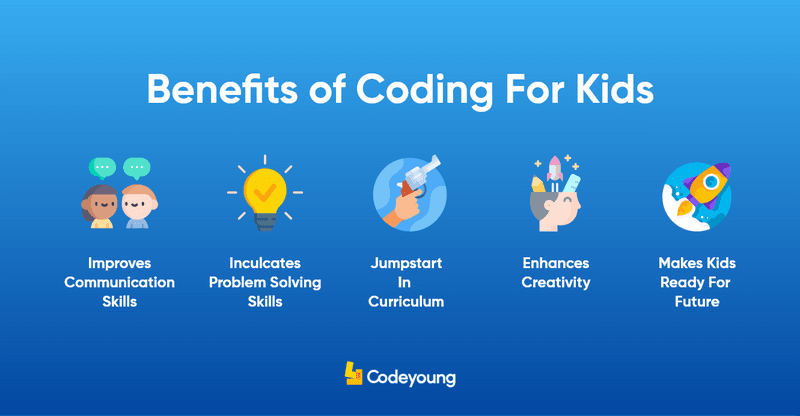 Benefits of Coding For Kids
Improves
Communication
Skills
Inculcates
Problem Solving
Skills
Jumpstart
In
Curriculum
Enhances
Creativity
Makes Kids
Ready For
Future
Codeyoung